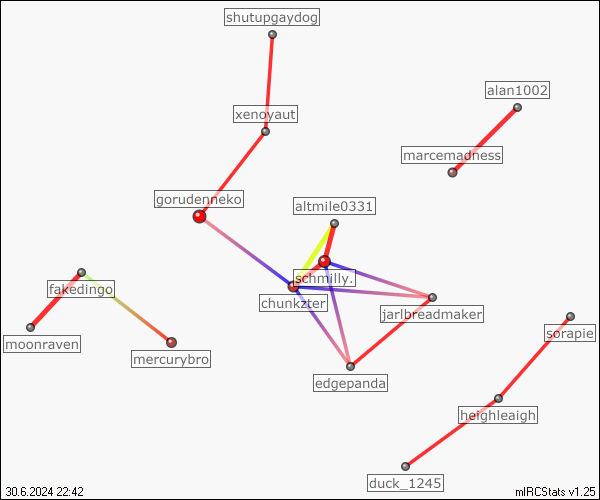 shutupgaydog
alan1002
xenoyaut
marcemadness
gorudenneko
altmile0331
schmilly.
fakedingo
chunkzter
jarlbreadmaker
sorapie
moonraven
mercurybro
edgepanda
heighleaigh
duck_1245
30.6.2024 22:42
mIRCStats v1.25